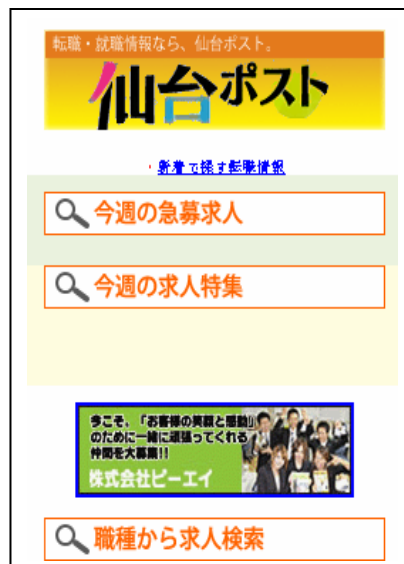 転職・就職情報なら、仙台ポスト。
仙台ポスト
・新着で探す転職情報
今週の急募求人
今週の求人特集
今こそ、「お客様の笑顔と感動」
のために一緒に頑張ってくれる
仲間を大募集!!
株式会社ピーエイ
職種から求人検索